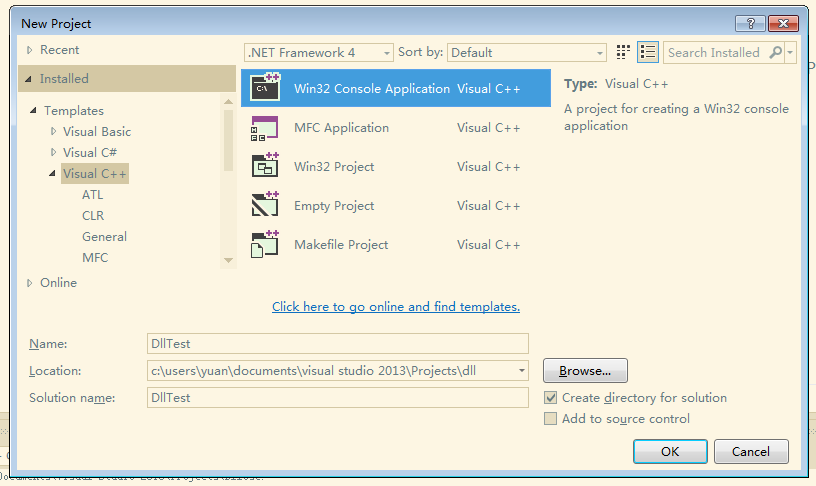 New Project
Recent
.NET Framework 4
Sort by: Default
Search Installed
Installed
Templates
Visual Basic
Visual C#
Visual C++
ATL
CLR
General
MFC
Online
Win32 Console Application Visual C++
MFC Application Visual C++
Win32 Project Visual C++
Empty Project Visual C++
Makefile Project Visual C++
Type: Visual C++
A project for creating a Win32 console
application
Click here to go online and find templates.
Name: DllTest
Location: c:\users\yuan\documents\visual studio 2013\Projects\dll
Browse...
Solution name: DllTest
Create directory for solution
Add to source control
OK
Cancel